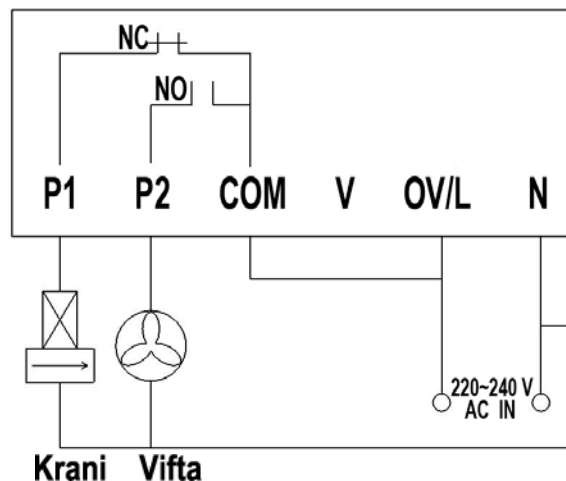 NC
NO
P1 P2 COM V OV/L N
220~240 V
AC IN
Krani Vifta